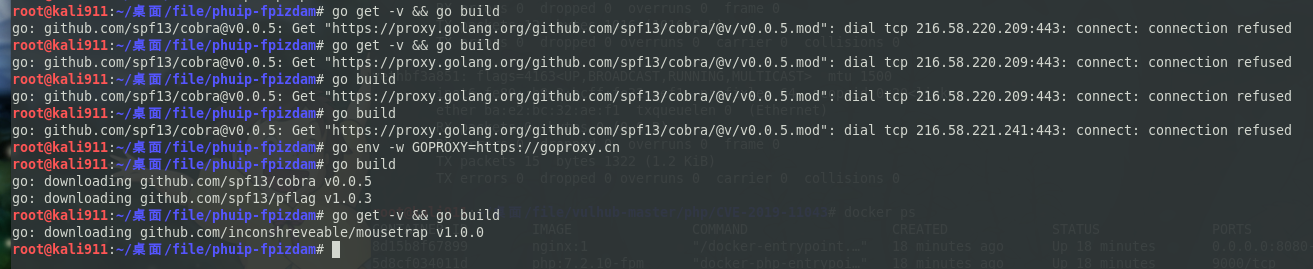 root@kali911:~/桌面/file/phuip-fpizdam# go get -v && go build
go: github.com/spf13/cobra@v0.0.5: Get "https://proxy.golang.org/github.com/spf13/cobra/@v/v0.0.5.mod": dial tcp 216.58.220.209:443: connect: connection refused
root@kali911:~/桌面/file/phuip-fpizdam# go get -v && go build
go: github.com/spf13/cobra@v0.0.5: Get "https://proxy.golang.org/github.com/spf13/cobra/@v/v0.0.5.mod": dial tcp 216.58.220.209:443: connect: connection refused
root@kali911:~/桌面/file/phuip-fpizdam# go build
go: github.com/spf13/cobra@v0.0.5: Get "https://proxy.golang.org/github.com/spf13/cobra/@v/v0.0.5.mod": dial tcp 216.58.220.209:443: connect: connection refused
root@kali911:~/桌面/file/phuip-fpizdam# go build
go: github.com/spf13/cobra@v0.0.5: Get "https://proxy.golang.org/github.com/spf13/cobra/@v/v0.0.5.mod": dial tcp 216.58.221.241:443: connect: connection refused
root@kali911:~/桌面/file/phuip-fpizdam# go env -w GOPROXY=https://goproxy.cn
root@kali911:~/桌面/file/phuip-fpizdam# go build
go: downloading github.com/spf13/cobra v0.0.5
go: downloading github.com/spf13/pflag v1.0.3
root@kali911:~/桌面/file/phuip-fpizdam# go get -v && go build
go: downloading github.com/inconshreveable/mousetrap v1.0.0
root@kali911:~/桌面/file/phuip-fpizdam#